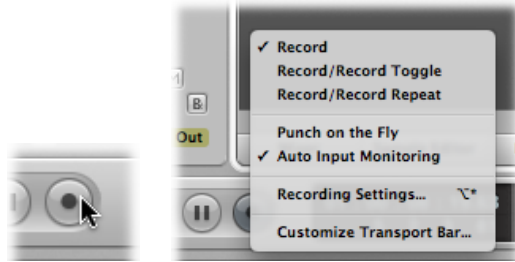 ✓ Record
Record/Record Toggle
Record/Record Repeat
B
Out
Punch on the Fly
✓ Auto Input Monitoring
Recording Settings... ⌥*
Customize Transport Bar...